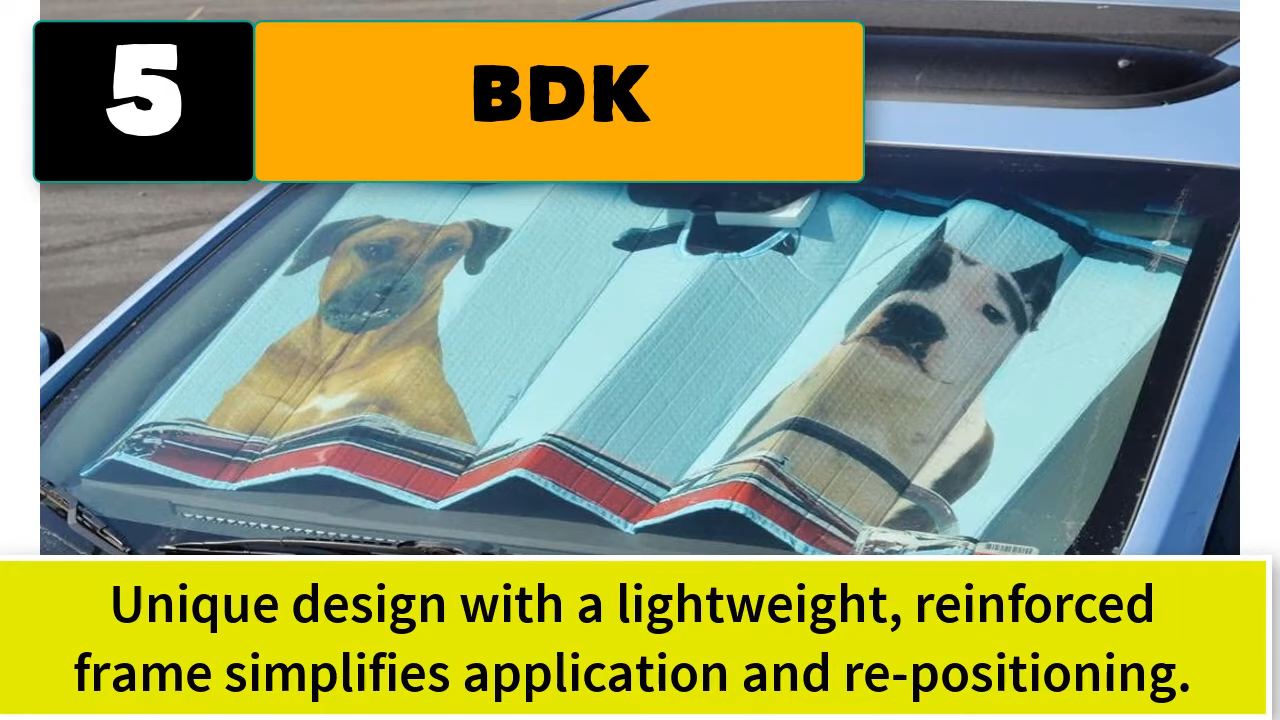 5
BDK
Unique design with a lightweight, reinforced
frame simplifies application and re-positioning.